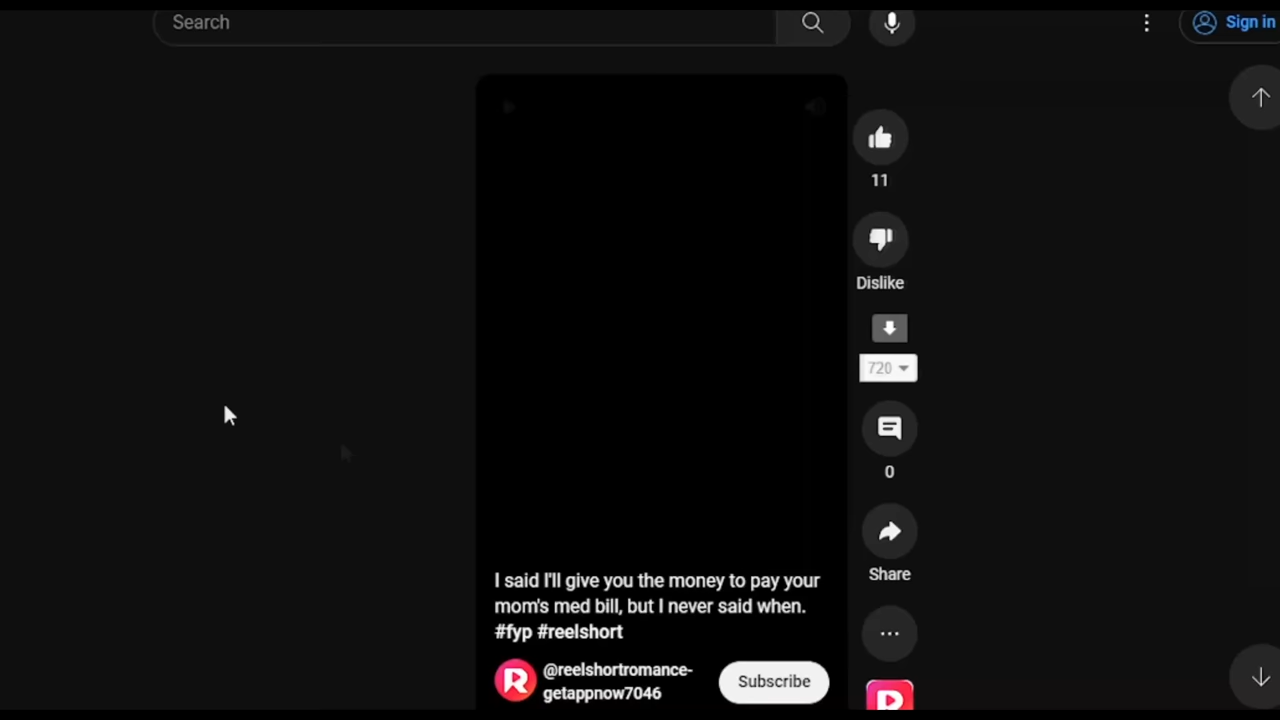 Search
Sign in
11
Dislike
720
0
Share
I said I'll give you the money to pay your
mom's med bill, but I never said when.
#fyp #reelshort
@reelshortromance-
getappnow7046
Subscribe